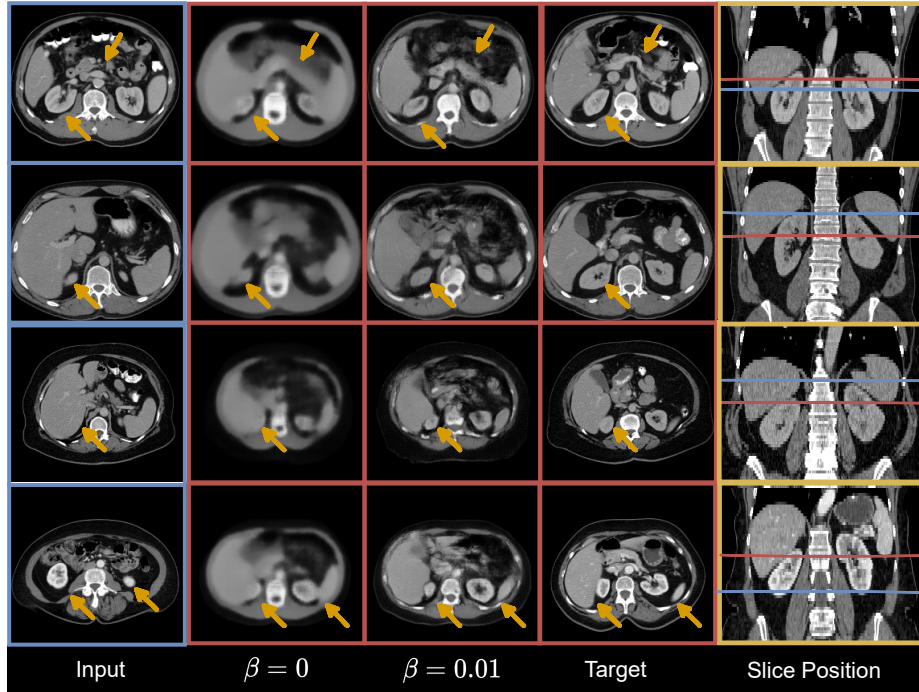 Input β = 0 β = 0.01 Target Slice Position